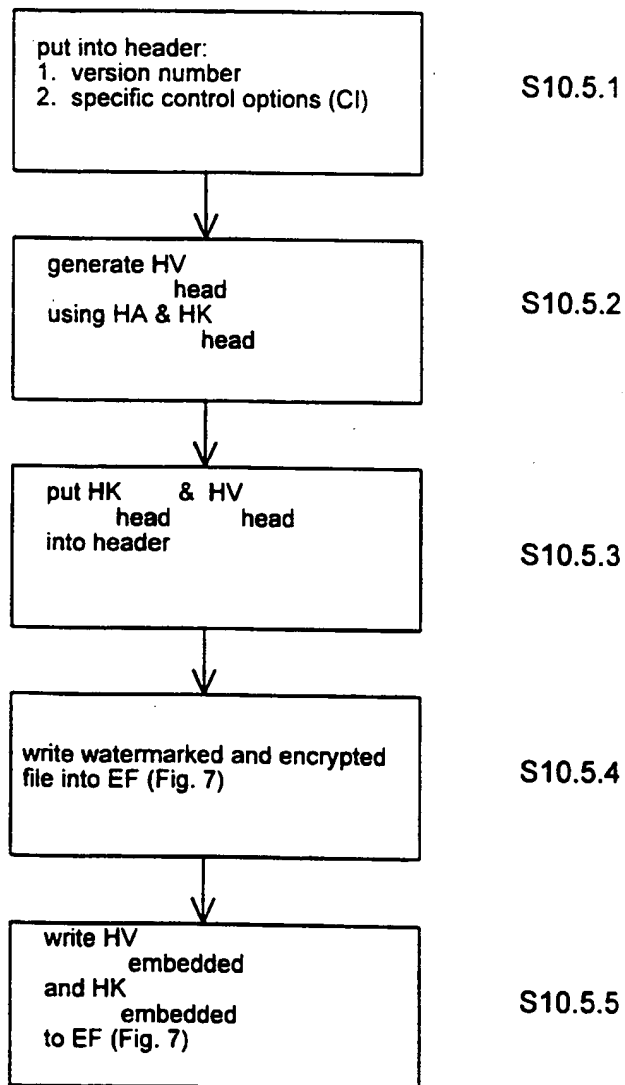 put into header:
1. version number
2. specific control options (CI)
S10.5.1
generate HV
head
using HA & HK
head
S10.5.2
put HK & HV
head head
into header
S10.5.3
write watermarked and encrypted
file into EF (Fig. 7)
S10.5.4
write HV
embedded
and HK
embedded
to EF (Fig. 7)
S10.5.5